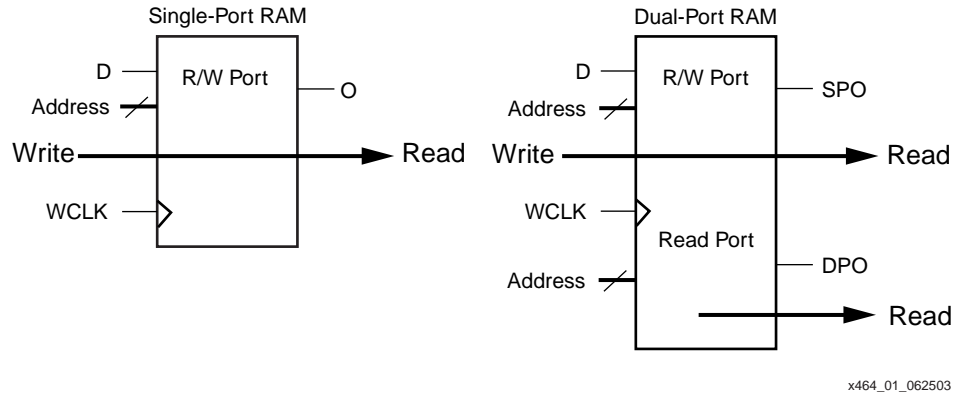 Single-Port RAM
D
R/W Port
O
Address
Write
Read
WCLK
Dual-Port RAM
D
R/W Port
SPO
Address
Write
Read
WCLK
Read Port
DPO
Address
Read
x464_01_062503